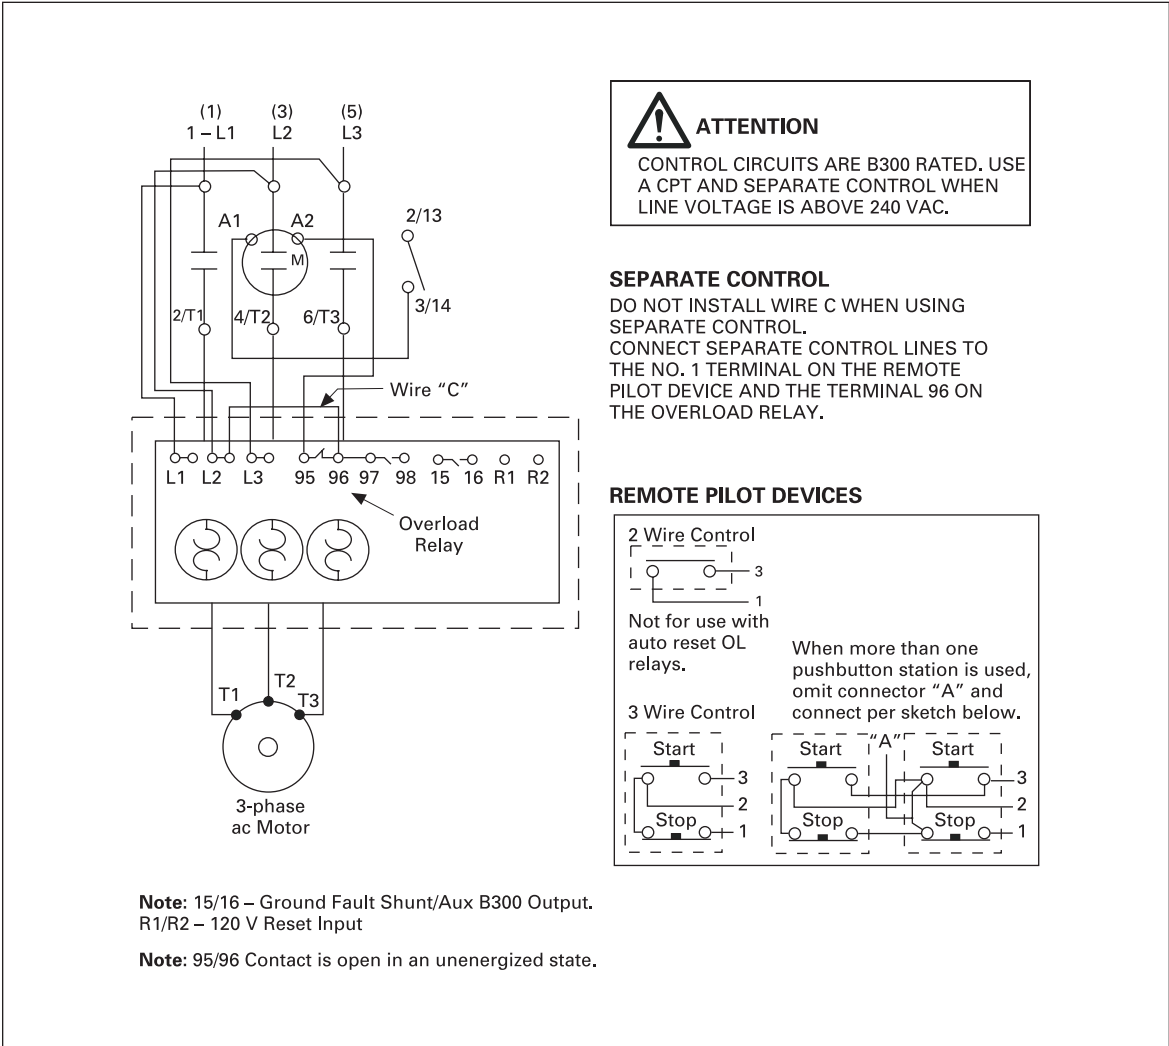 (1) (3) (5)
1 – L1 L2 L3
A1 A2
M
2/13
3/14
2/T1 4/T2 6/T3
Wire “C”
L1 L2 L3 95 96 97 98 15 16 R1 R2
Overload
Relay
T1 T2 T3
3-phase
ac Motor
Note: 15/16 – Ground Fault Shunt/Aux B300 Output.
R1/R2 – 120 V Reset Input
Note: 95/96 Contact is open in an unenergized state.
ATTENTION
CONTROL CIRCUITS ARE B300 RATED. USE
A CPT AND SEPARATE CONTROL WHEN
LINE VOLTAGE IS ABOVE 240 VAC.
SEPARATE CONTROL
DO NOT INSTALL WIRE C WHEN USING
SEPARATE CONTROL.
CONNECT SEPARATE CONTROL LINES TO
THE NO. 1 TERMINAL ON THE REMOTE
PILOT DEVICE AND THE TERMINAL 96 ON
THE OVERLOAD RELAY.
REMOTE PILOT DEVICES
2 Wire Control
3
1
Not for use with
auto reset OL
relays.
3 Wire Control
Start
3
2
Stop
1
When more than one
pushbutton station is used,
omit connector “A” and
connect per sketch below.
Start “A” Start
3
2
Stop Stop
1